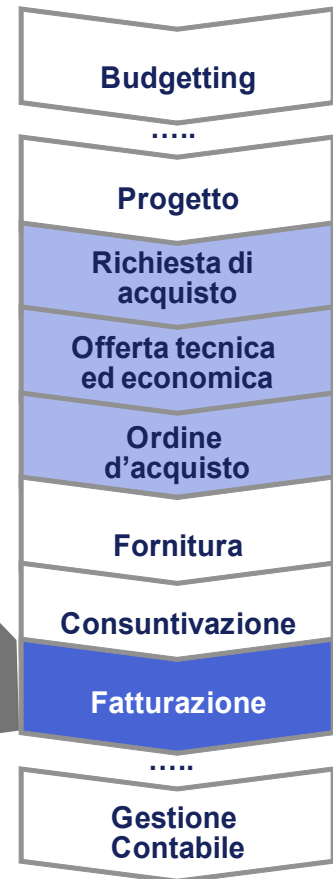 Budgetting
.....
Progetto
Richiesta di
acquisto
Offerta tecnica
ed economica
Ordine
d'acquisto
Fornitura
Consuntivazione
Fatturazione
.....
Gestione
Contabile